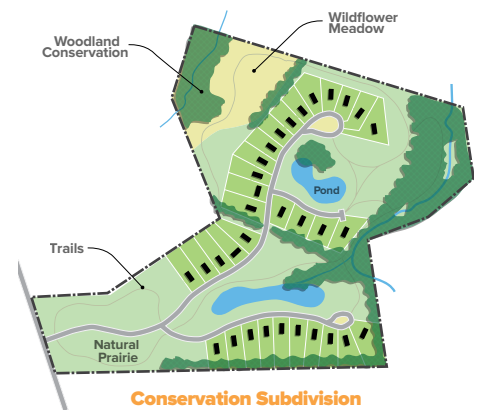 Wildflower
Meadow
Woodland
Conservation
Pond
Trails
Natural
Prairie
Conservation Subdivision